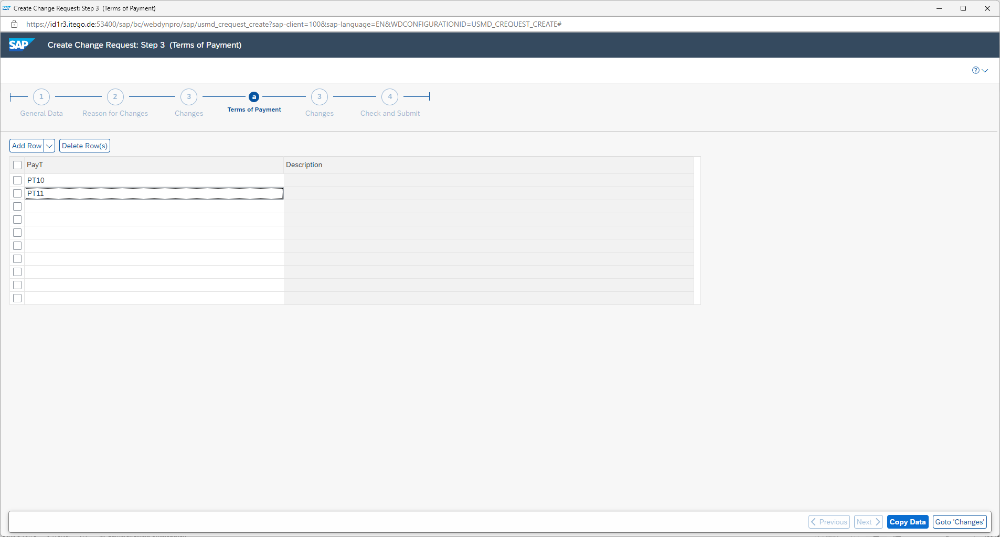 Create Change Request: Step 3 (Terms of Payment)
https://id1r3.itego.de:53400/sap/bc/webdynpro/sap/usmd_crequest_create?sap-client=100&sap-language=EN&WDCONFIGURATIONID=USMD_CREQUEST_CREATE#
SAP Create Change Request: Step 3 (Terms of Payment)
1 2 3 a 3 4
General Data Reason for Changes Changes Terms of Payment Changes Check and Submit
Add Row Delete Row(s)
PayT Description
PT10
PT11
Previous Next Copy Data Goto 'Changes'